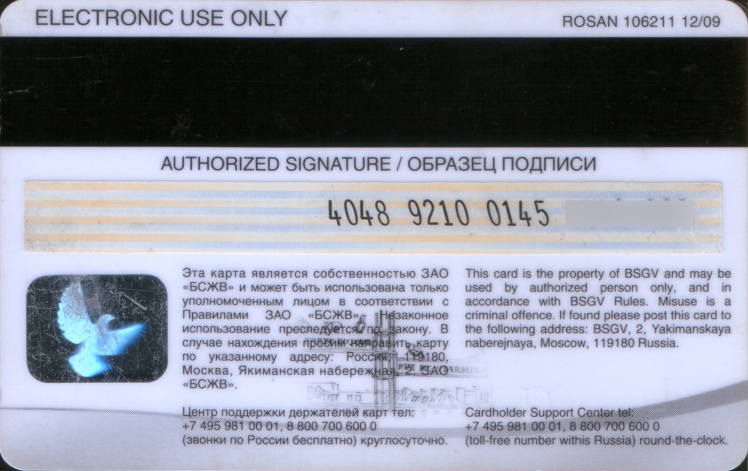 ELECTRONIC USE ONLY
ROSAN 106211 12/09
AUTHORIZED SIGNATURE / ОБРАЗЕЦ ПОДПИСИ
4048 9210 0145
Эта карта является собственностью ЗАО
«БСЖВ» и может быть использована только
уполномоченным лицом в соответствии с
Правилами ЗАО «БСЖВ». Незаконное
использование преследуется по закону. В
случае нахождения просим направить карту
по указанному адресу: Россия, 119180,
Москва, Якиманская набережная, 2, ЗАО
«БСЖВ».
This card is the property of BSGV and may be
used by authorized person only, and in
accordance with BSGV Rules. Misuse is a
criminal offence. If found please post this card to
the following address: BSGV, 2, Yakimanskaya
naberejnaya, Moscow, 119180 Russia.
Центр поддержки держателей карт тел:
+7 495 981 00 01, 8 800 700 600 0
(звонки по России бесплатно) круглосуточно.
Cardholder Support Center tel:
+7 495 981 00 01, 8 800 700 600 0
(toll-free number withis Russia) round-the-clock.